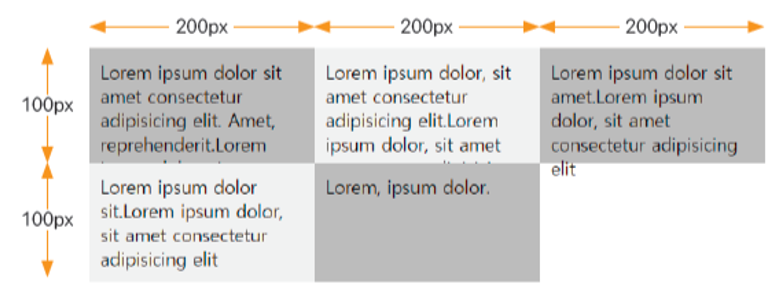 200px
200px
200px
100px
Lorem ipsum dolor sit
amet consectetur
adipisicing elit. Amet,
reprehenderit.Lorem
Lorem ipsum dolor, sit
amet consectetur
adipisicing elit.Lorem
ipsum dolor, sit amet
Lorem ipsum dolor sit
amet.Lorem ipsum
dolor, sit amet
consectetur adipisicing
elit
100px
Lorem ipsum dolor
sit.Lorem ipsum dolor,
sit amet consectetur
adipisicing elit
Lorem, ipsum dolor.